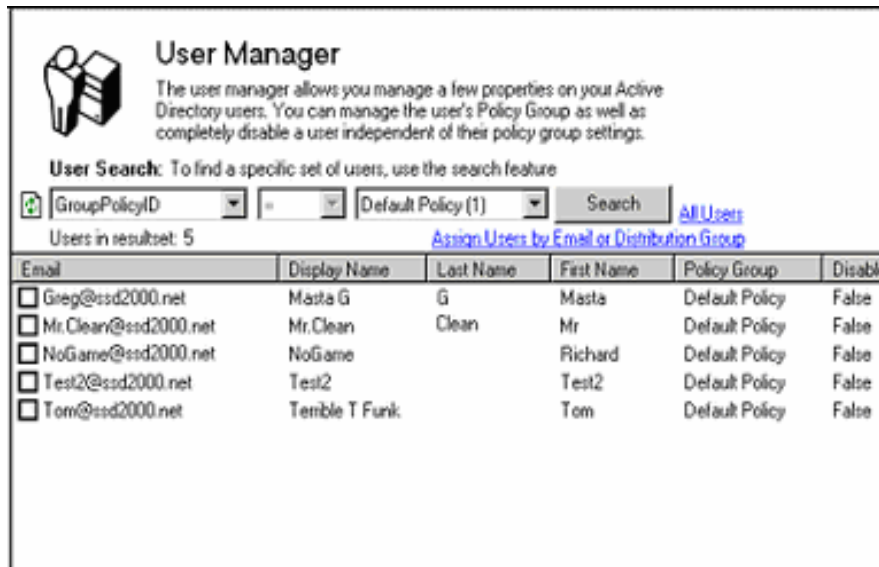 User Manager
The user manager allows you manage a few properties on your Active
Directory users. You can manage the user's Policy Group as well as
completely disable a user independent of their policy group settings.
User Search: To find a specific set of users, use the search feature
GroupPolicyID = Default Policy (1) Search All Users
Users in resultset: 5 Assign Users by Email or Distribution Group
Email Display Name Last Name First Name Policy Group Disabl
Greg@ssd2000.net Masta G G Masta Default Policy False
Mr.Clean@ssd2000.net Mr.Clean Clean Mr Default Policy False
NoGame@ssd2000.net NoGame Richard Default Policy False
Test2@ssd2000.net Test2 Test2 Default Policy False
Tom@ssd2000.net Terrible T Funk Tom Default Policy False